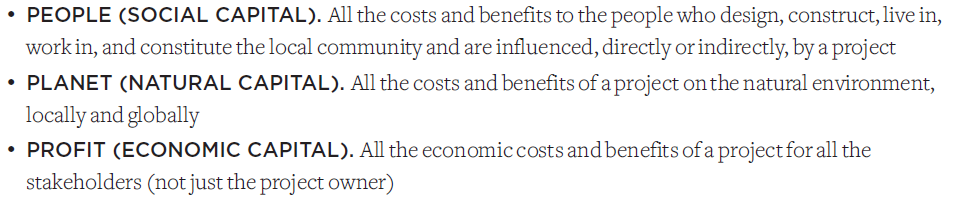 • PEOPLE (SOCIAL CAPITAL). All the costs and benefits to the people who design, construct, live in,
work in, and constitute the local community and are influenced, directly or indirectly, by a project
• PLANET (NATURAL CAPITAL). All the costs and benefits of a project on the natural environment,
locally and globally
• PROFIT (ECONOMIC CAPITAL). All the economic costs and benefits of a project for all the
stakeholders (not just the project owner)